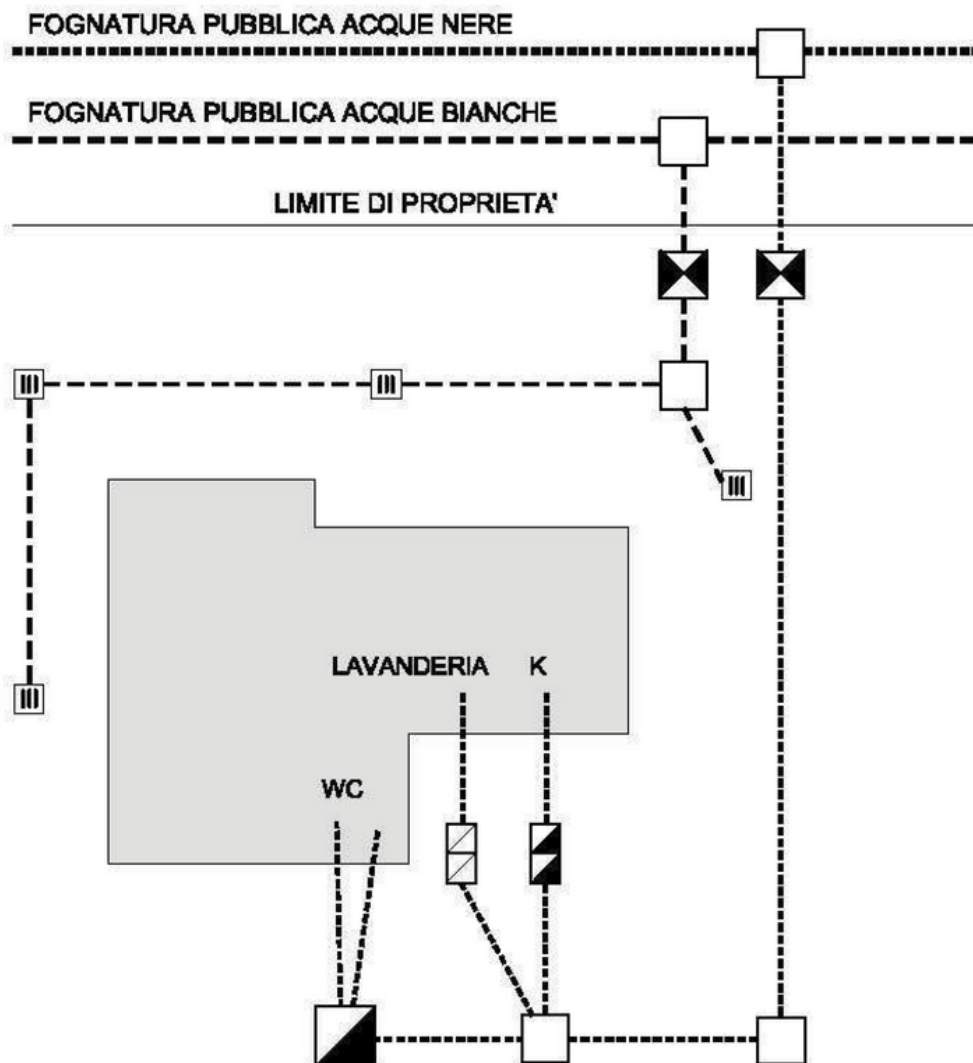 FOGNATURA PUBBLICA ACQUE NERE
FOGNATURA PUBBLICA ACQUE BIANCHE
LIMITE DI PROPRIETA'
LAVANDERIA K
WC